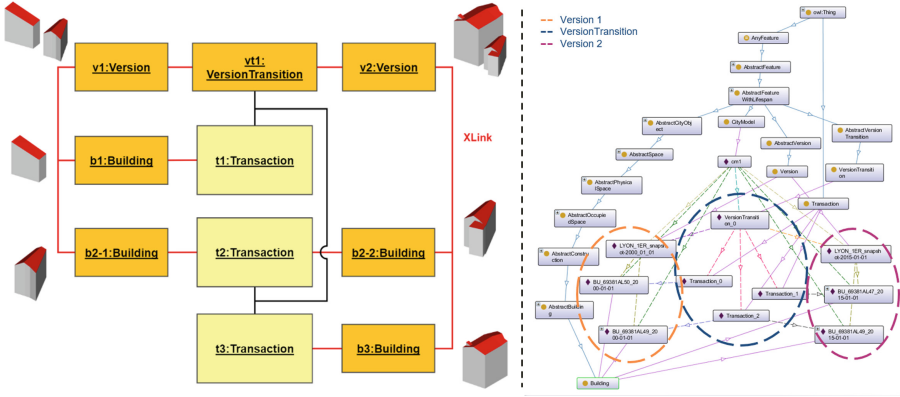 v1:Version
vt1:
VersionTransition
v2:Version
XLink
b1:Building
t1:Transaction
b2-1:Building
t2:Transaction
b2-2:Building
t3:Transaction
b3:Building
Version 1
VersionTransition
Version 2
owl:Thing
AnyFeature
AbstractFeature
AbstractFeature
WithLifespan
AbstractCityObj
ect
CityModel
AbstractVersion
AbstractVersion
Transition
AbstractSpace
cm1
Version
VersionTransiti
on
AbstractPhysica
lSpace
Transaction
AbstractOccupie
dSpace
VersionTransiti
on_0
AbstractConstru
ction
LYON_1ER_snapsh
ot-2000_01_01
LYON_1ER_snapsh
ot-2015-01-01
BU_69381AL50_20
00-01-01
Transaction_0
Transaction_1
BU_69381AL47_20
15-01-01
AbstractBuildin
g
Transaction_2
BU_69381AL49_20
00-01-01
BU_69381AL49_20
15-01-01
Building